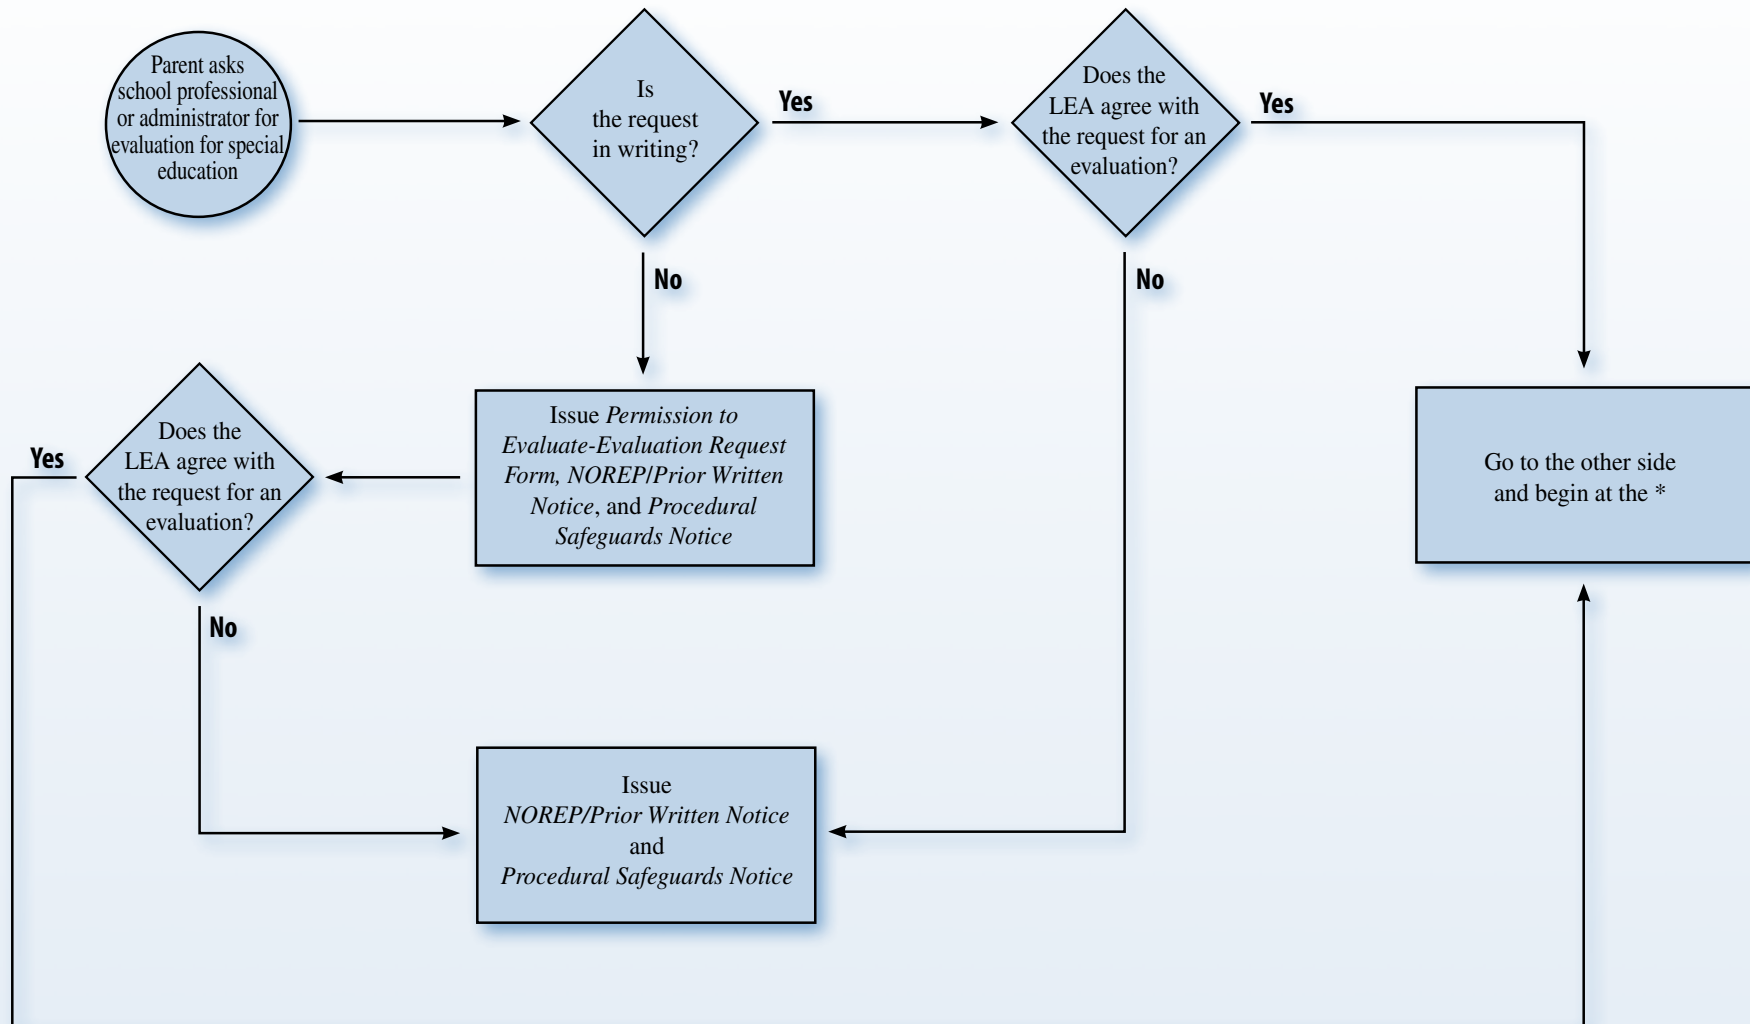 Parent asks
school professional
or administrator for
evaluation for special
education
Is
the request
in writing?
Yes
Does the
LEA agree with
the request for an
evaluation?
Yes
No
No
Does the
LEA agree with
the request for an
evaluation?
Yes
Issue Permission to
Evaluate-Evaluation Request
Form, NOREP/Prior Written
Notice, and Procedural
Safeguards Notice
Go to the other side
and begin at the *
No
Issue
NOREP/Prior Written Notice
and
Procedural Safeguards Notice